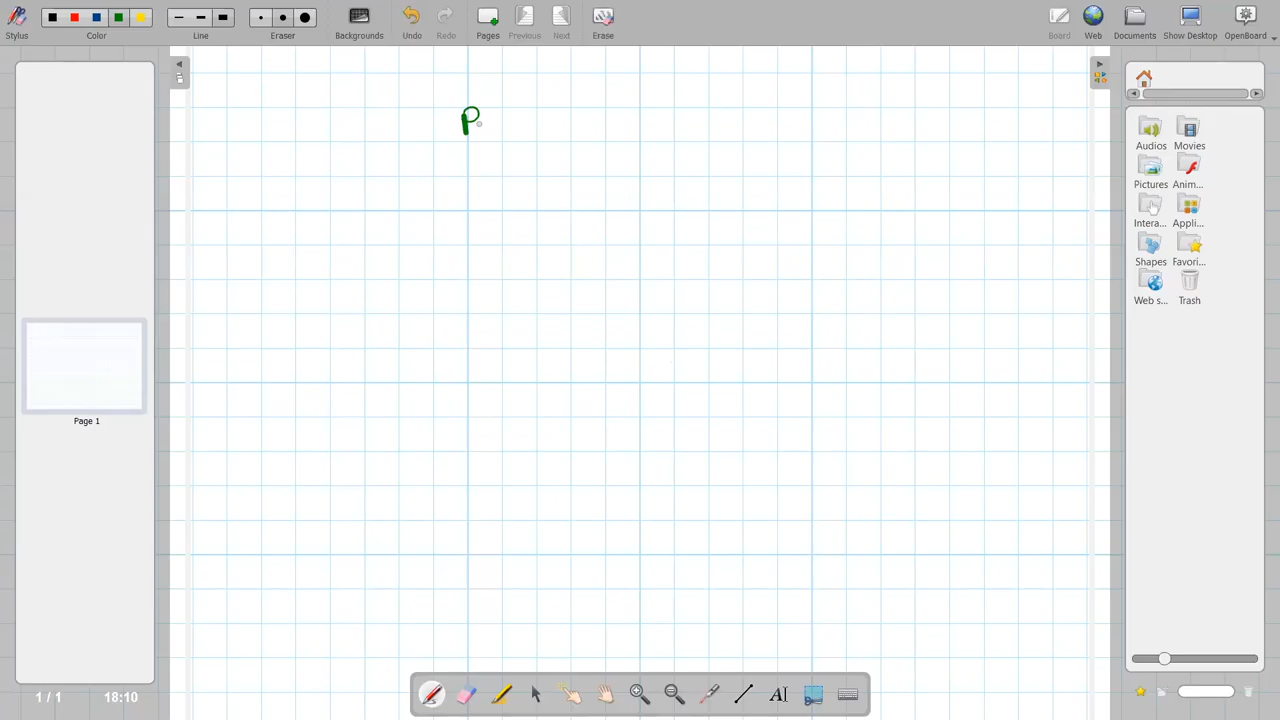 Stylus
Color
Line
Eraser
Backgrounds
Undo
Redo
Pages
Previous
Next
Erase
Board
Web
Documents
Show Desktop
OpenBoard
P
Page 1
Audios
Movies
Pictures
Anim...
Intera...
Appli...
Shapes
Favori...
Web s...
Trash
1 / 1
18:10
AI